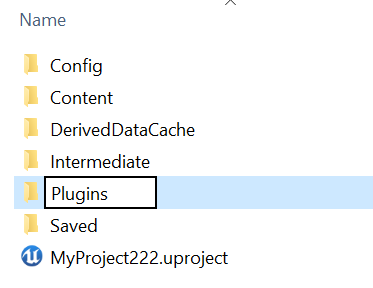 Name
Config
Content
DerivedDataCache
Intermediate
Plugins
Saved
MyProject222.uproject